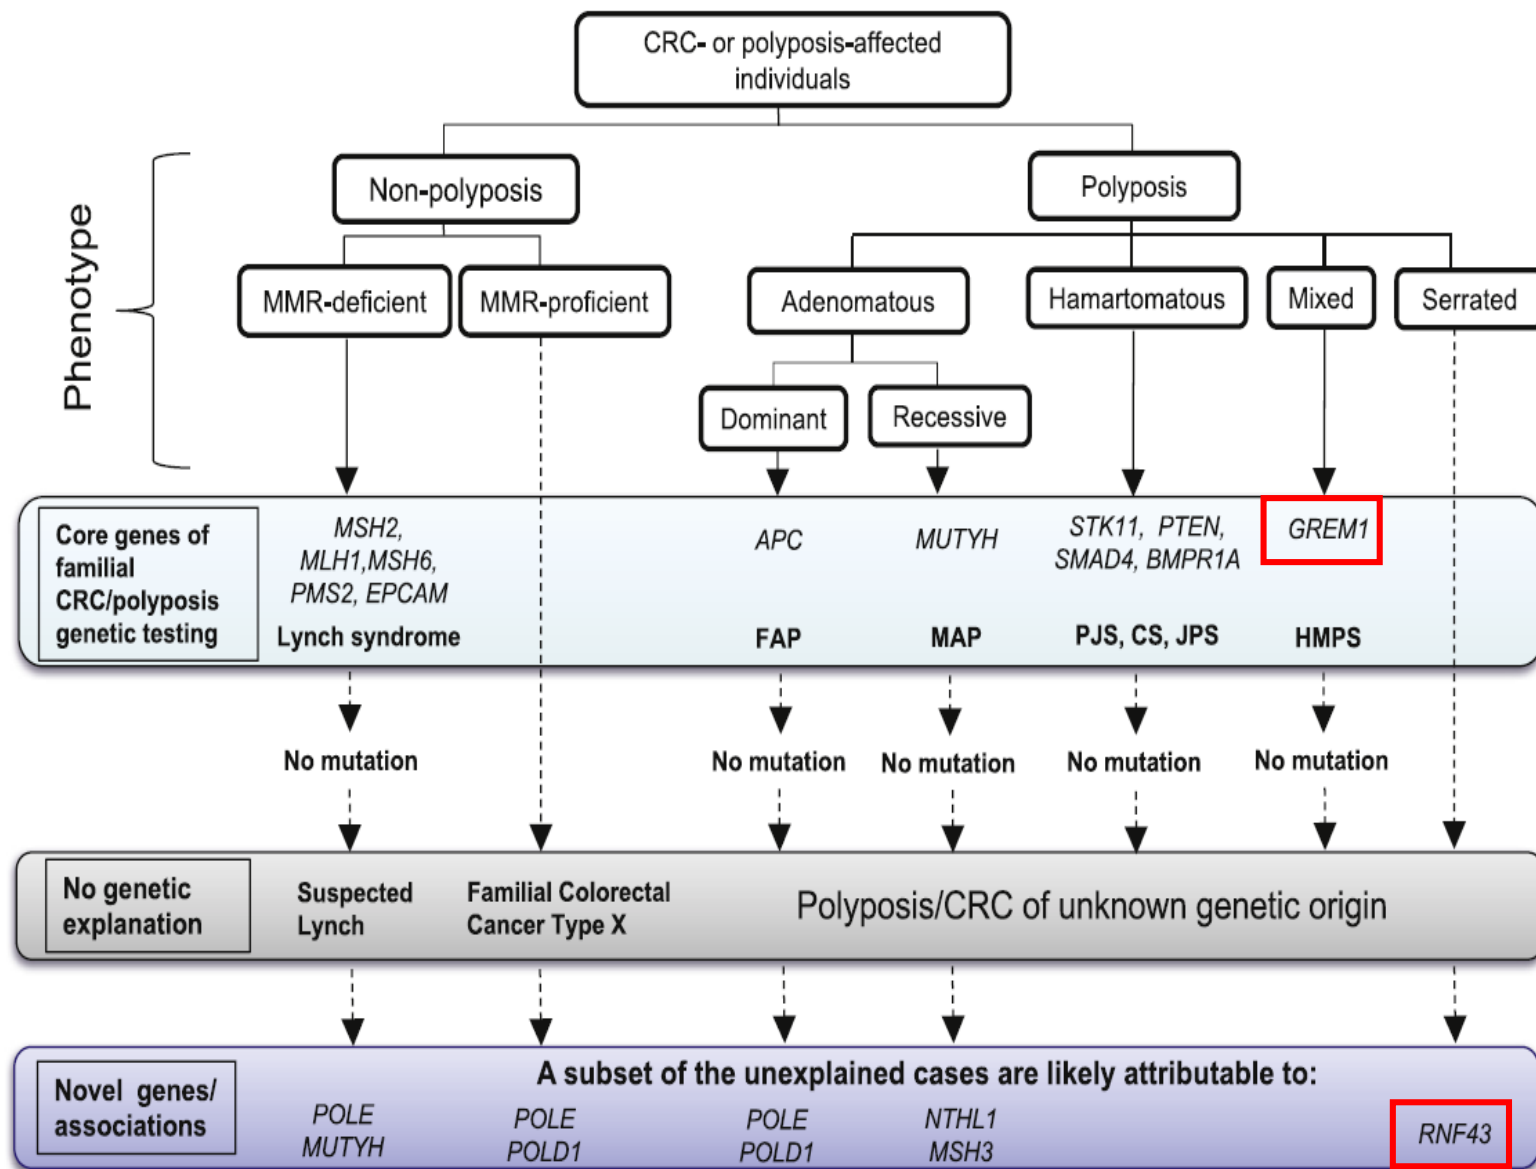 CRC- or polyposis-affected
individuals
Phenotype
Non-polyposis
Polyposis
MMR-deficient
MMR-proficient
Adenomatous
Hamartomatous
Mixed
Serrated
Dominant
Recessive
Core genes of
familial
CRC/polyposis
genetic testing
MSH2,
MLH1,MSH6,
PMS2, EPCAM
Lynch syndrome
APC
FAP
MUTYH
MAP
STK11, PTEN,
SMAD4, BMPR1A
PJS, CS, JPS
GREM1
HMPS
No mutation
No mutation
No mutation
No mutation
No mutation
No genetic
explanation
Suspected
Lynch
Familial Colorectal
Cancer Type X
Polyposis/CRC of unknown genetic origin
Novel genes/
associations
A subset of the unexplained cases are likely attributable to:
POLE
MUTYH
POLE
POLD1
POLE
POLD1
NTHL1
MSH3
RNF43